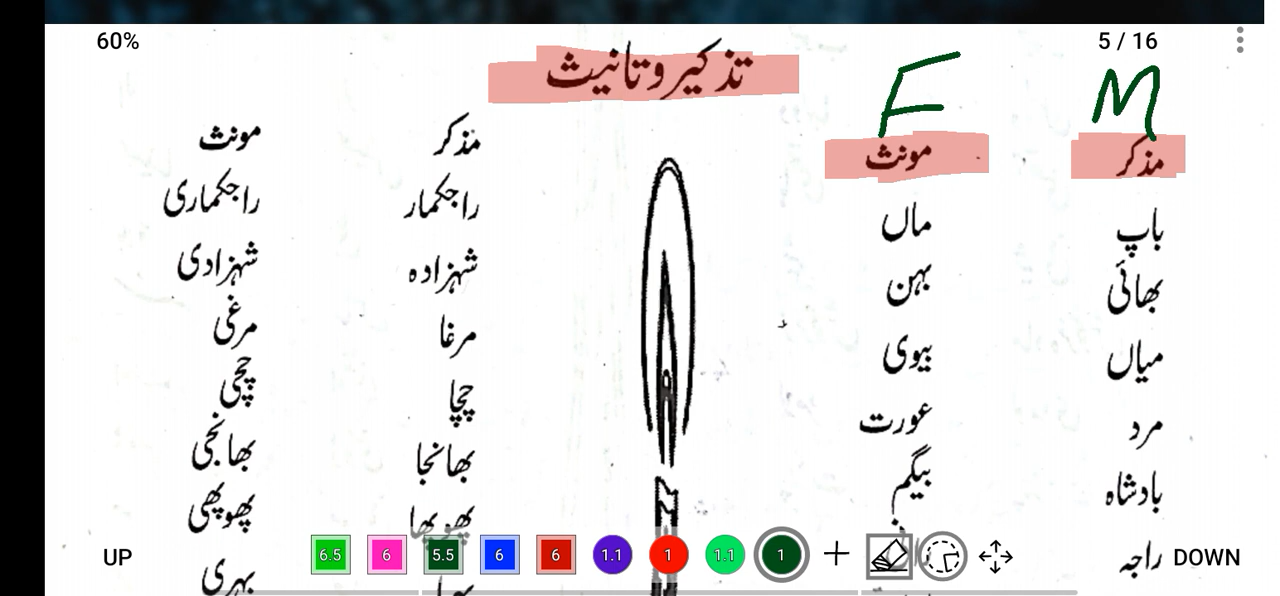 60%
5 / 16
تذکیر و تانیث
F
M
مذکر مونث
باپ ماں
بھائی بہن
میاں بیوی
مرد عورت
بادشاہ بیگم
راجہ
مذکر مونث
راجکمار راجکماری
شہزادہ شہزادی
مرغا مرغی
چچا چچی
بھانجا بھانجی
پھوپھا پھوپھی
بہری
UP
6.5 6 5.5 6 6 1.1 1 1.1 1
DOWN